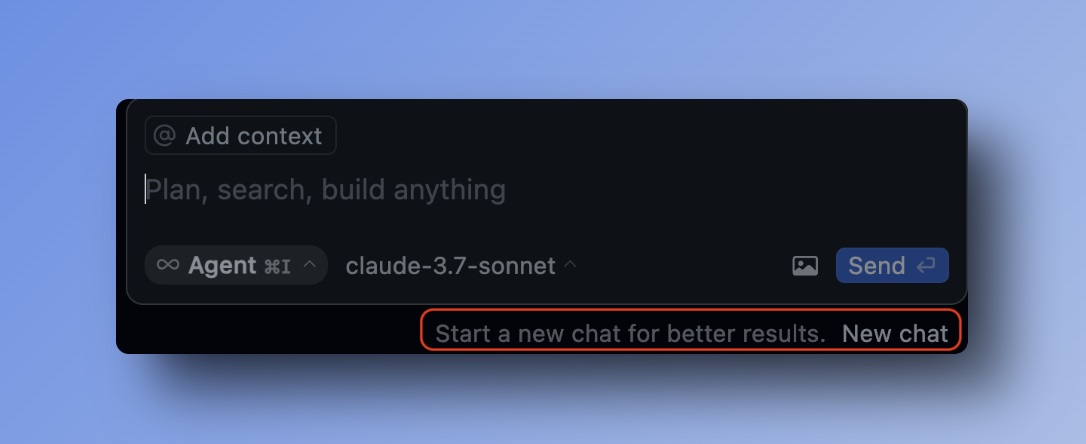 @ Add context
Plan, search, build anything
∞ Agent ⌘I ^ claude-3.7-sonnet ^ Send ↵
Start a new chat for better results. New chat